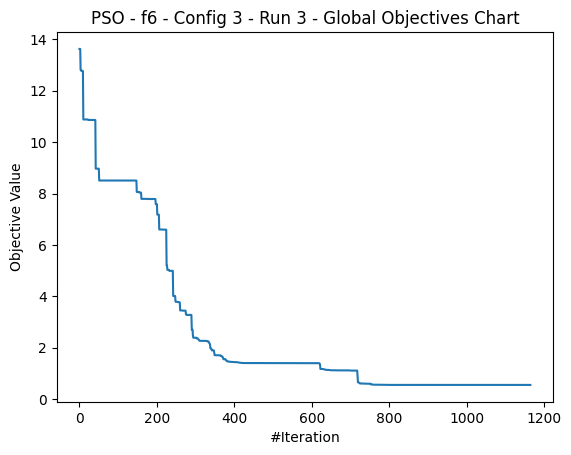 PSO - f6 - Config 3 - Run 3 - Global Objectives Chart
14
12
10
8
6
4
2
0
Objective Value
0 200 400 600 800 1000 1200
#Iteration